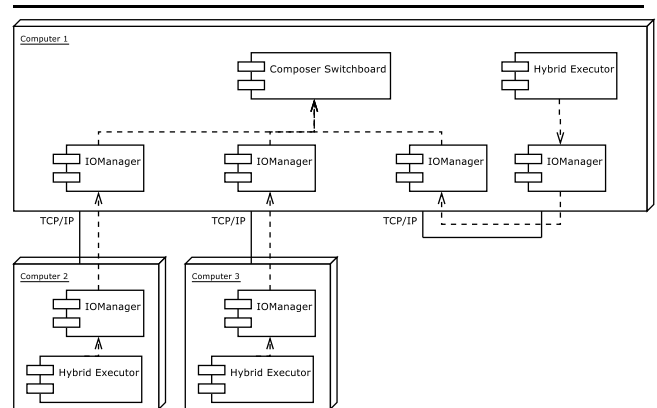 Computer 1
Composer Switchboard
Hybrid Executor
IOManager
IOManager
IOManager
IOManager
TCP/IP
TCP/IP
TCP/IP
Computer 2
Computer 3
IOManager
IOManager
Hybrid Executor
Hybrid Executor